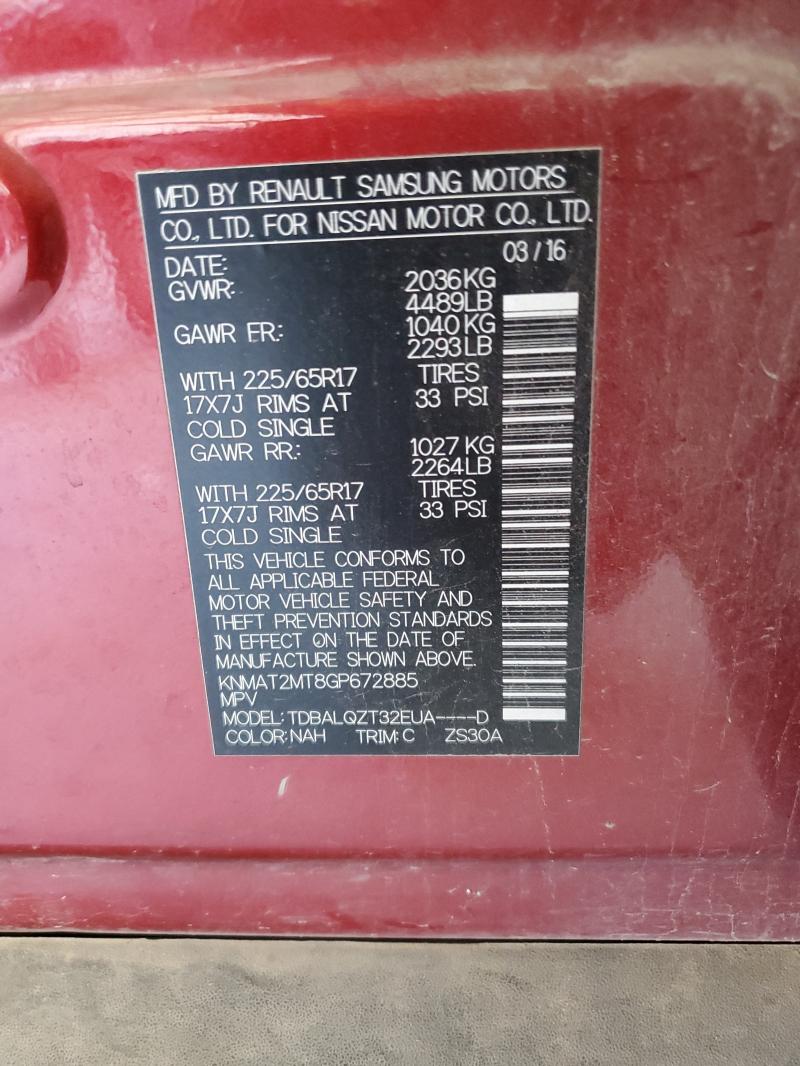 MFD BY RENAULT SAMSUNG MOTORS
CO., LTD. FOR NISSAN MOTOR CO., LTD.
DATE: 03/16
GVWR: 2036KG
4489LB
GAWR FR: 1040KG
2293LB
WITH 225/65R17 TIRES
17X7J RIMS AT 33 PSI
COLD SINGLE
GAWR RR: 1027KG
2264LB
WITH 225/65R17 TIRES
17X7J RIMS AT 33 PSI
COLD SINGLE
THIS VEHICLE CONFORMS TO
ALL APPLICABLE FEDERAL
MOTOR VEHICLE SAFETY AND
THEFT PREVENTION STANDARDS
IN EFFECT ON THE DATE OF
MANUFACTURE SHOWN ABOVE.
KNMAT2MT8GP672885
MPV
MODEL: TDBALQZT32EUA----D
COLOR: NAH TRIM: C ZS30A